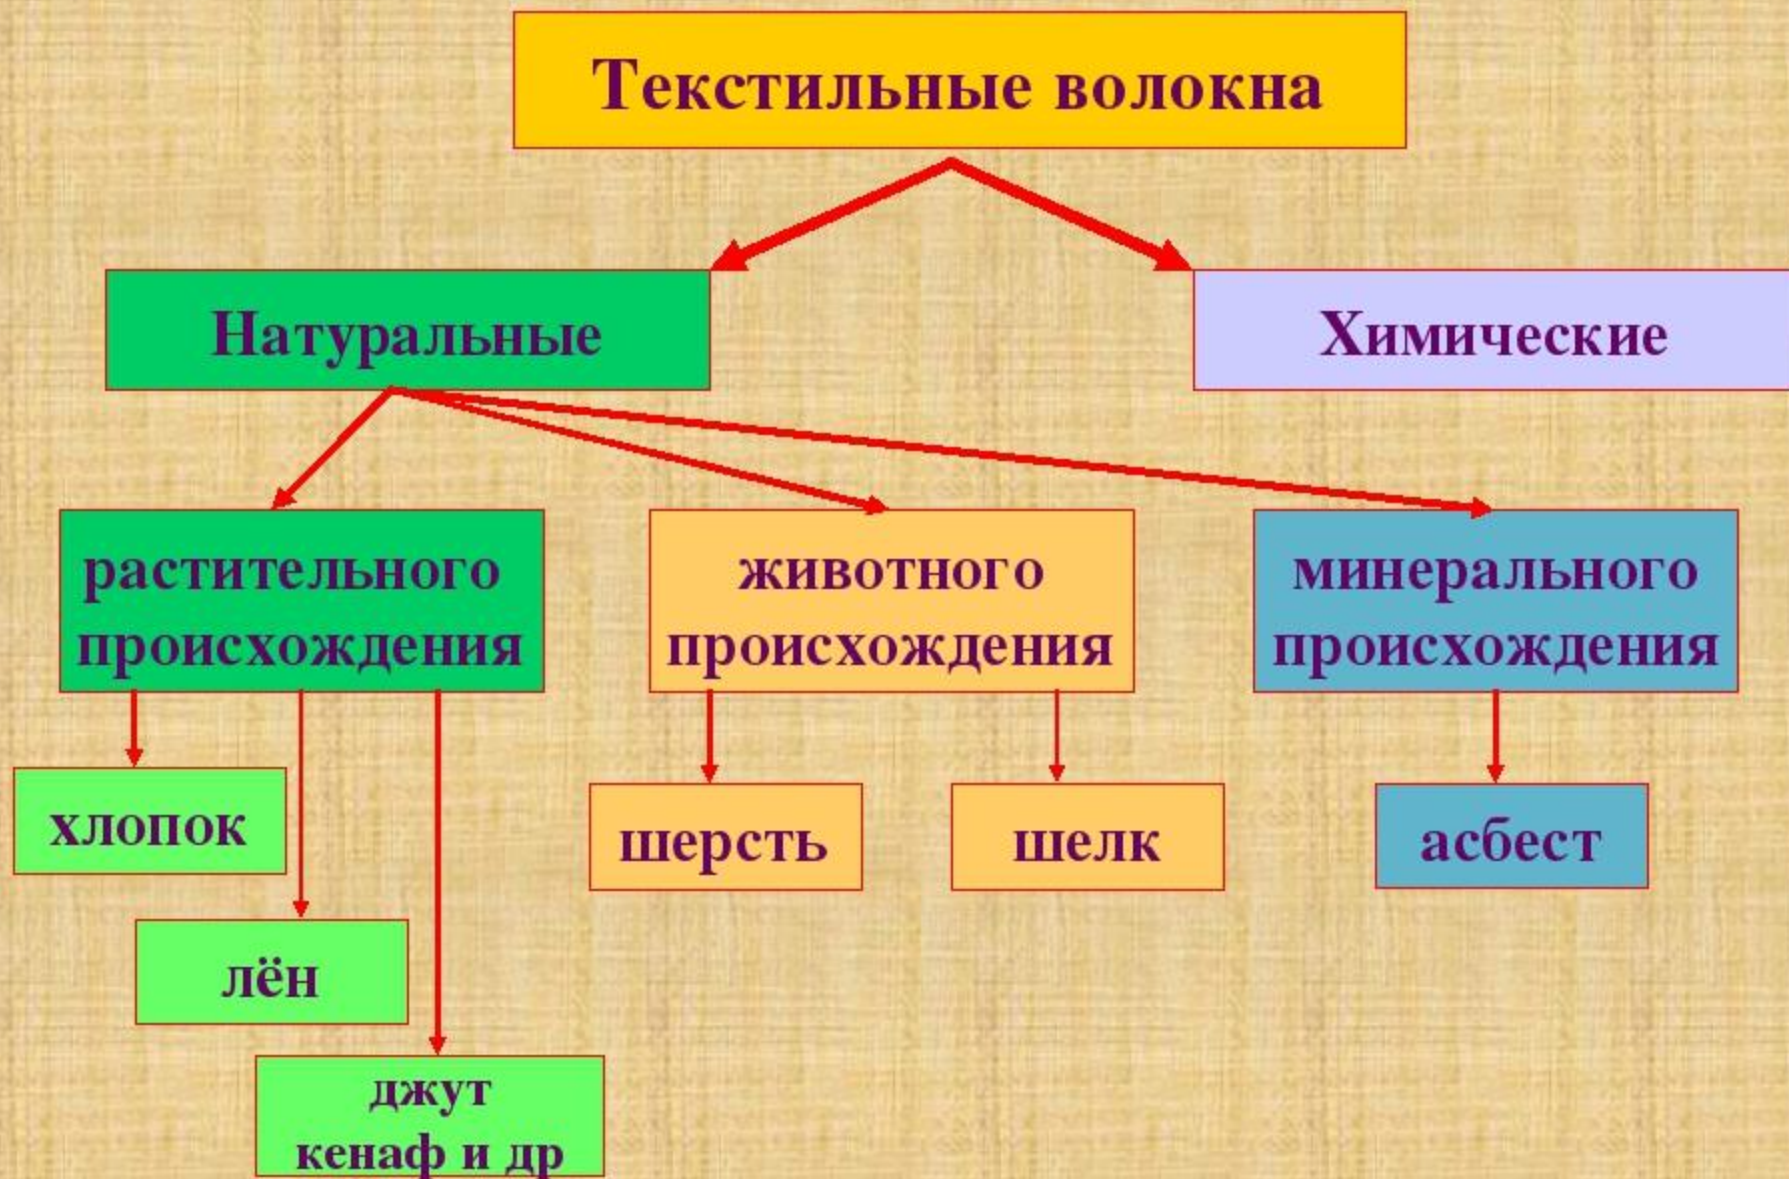 Текстильные волокна
Натуральные
Химические
растительного
происхождения
животного
происхождения
минерального
происхождения
хлопок
шерсть
шелк
асбест
лён
джут
кенаф и др